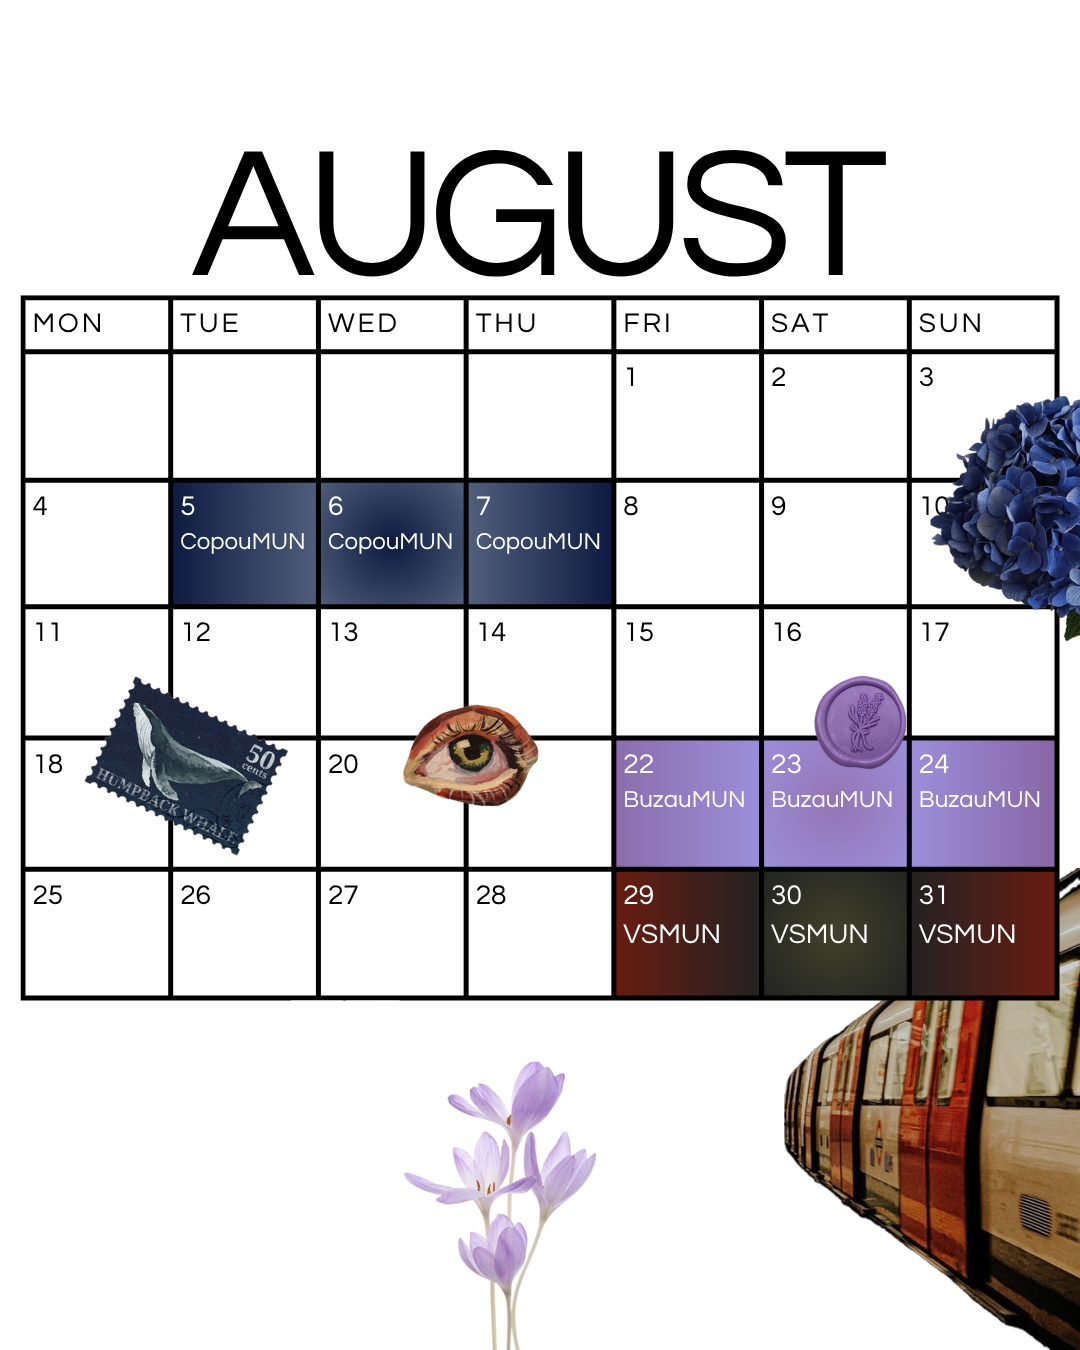 AUGUST
MON TUE WED THU FRI SAT SUN
1 2 3
4 5 6 7 8 9 10
CopouMUN CopouMUN CopouMUN
11 12 13 14 15 16 17
50
cents
HUMPBACK WHALE
18 20 22 23 24
BuzauMUN BuzauMUN BuzauMUN
25 26 27 28 29 30 31
VSMUN VSMUN VSMUN